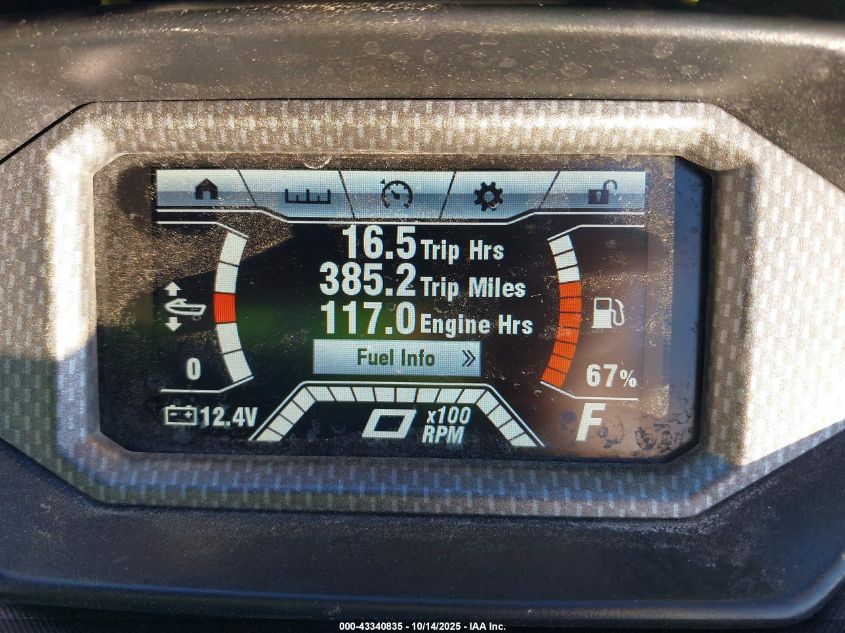 16.5 Trip Hrs
385.2 Trip Miles
117.0 Engine Hrs
Fuel Info »
0
67%
12.4V
0 x100
RPM
F
000-43340835 - 10/14/2025 - IAA Inc.